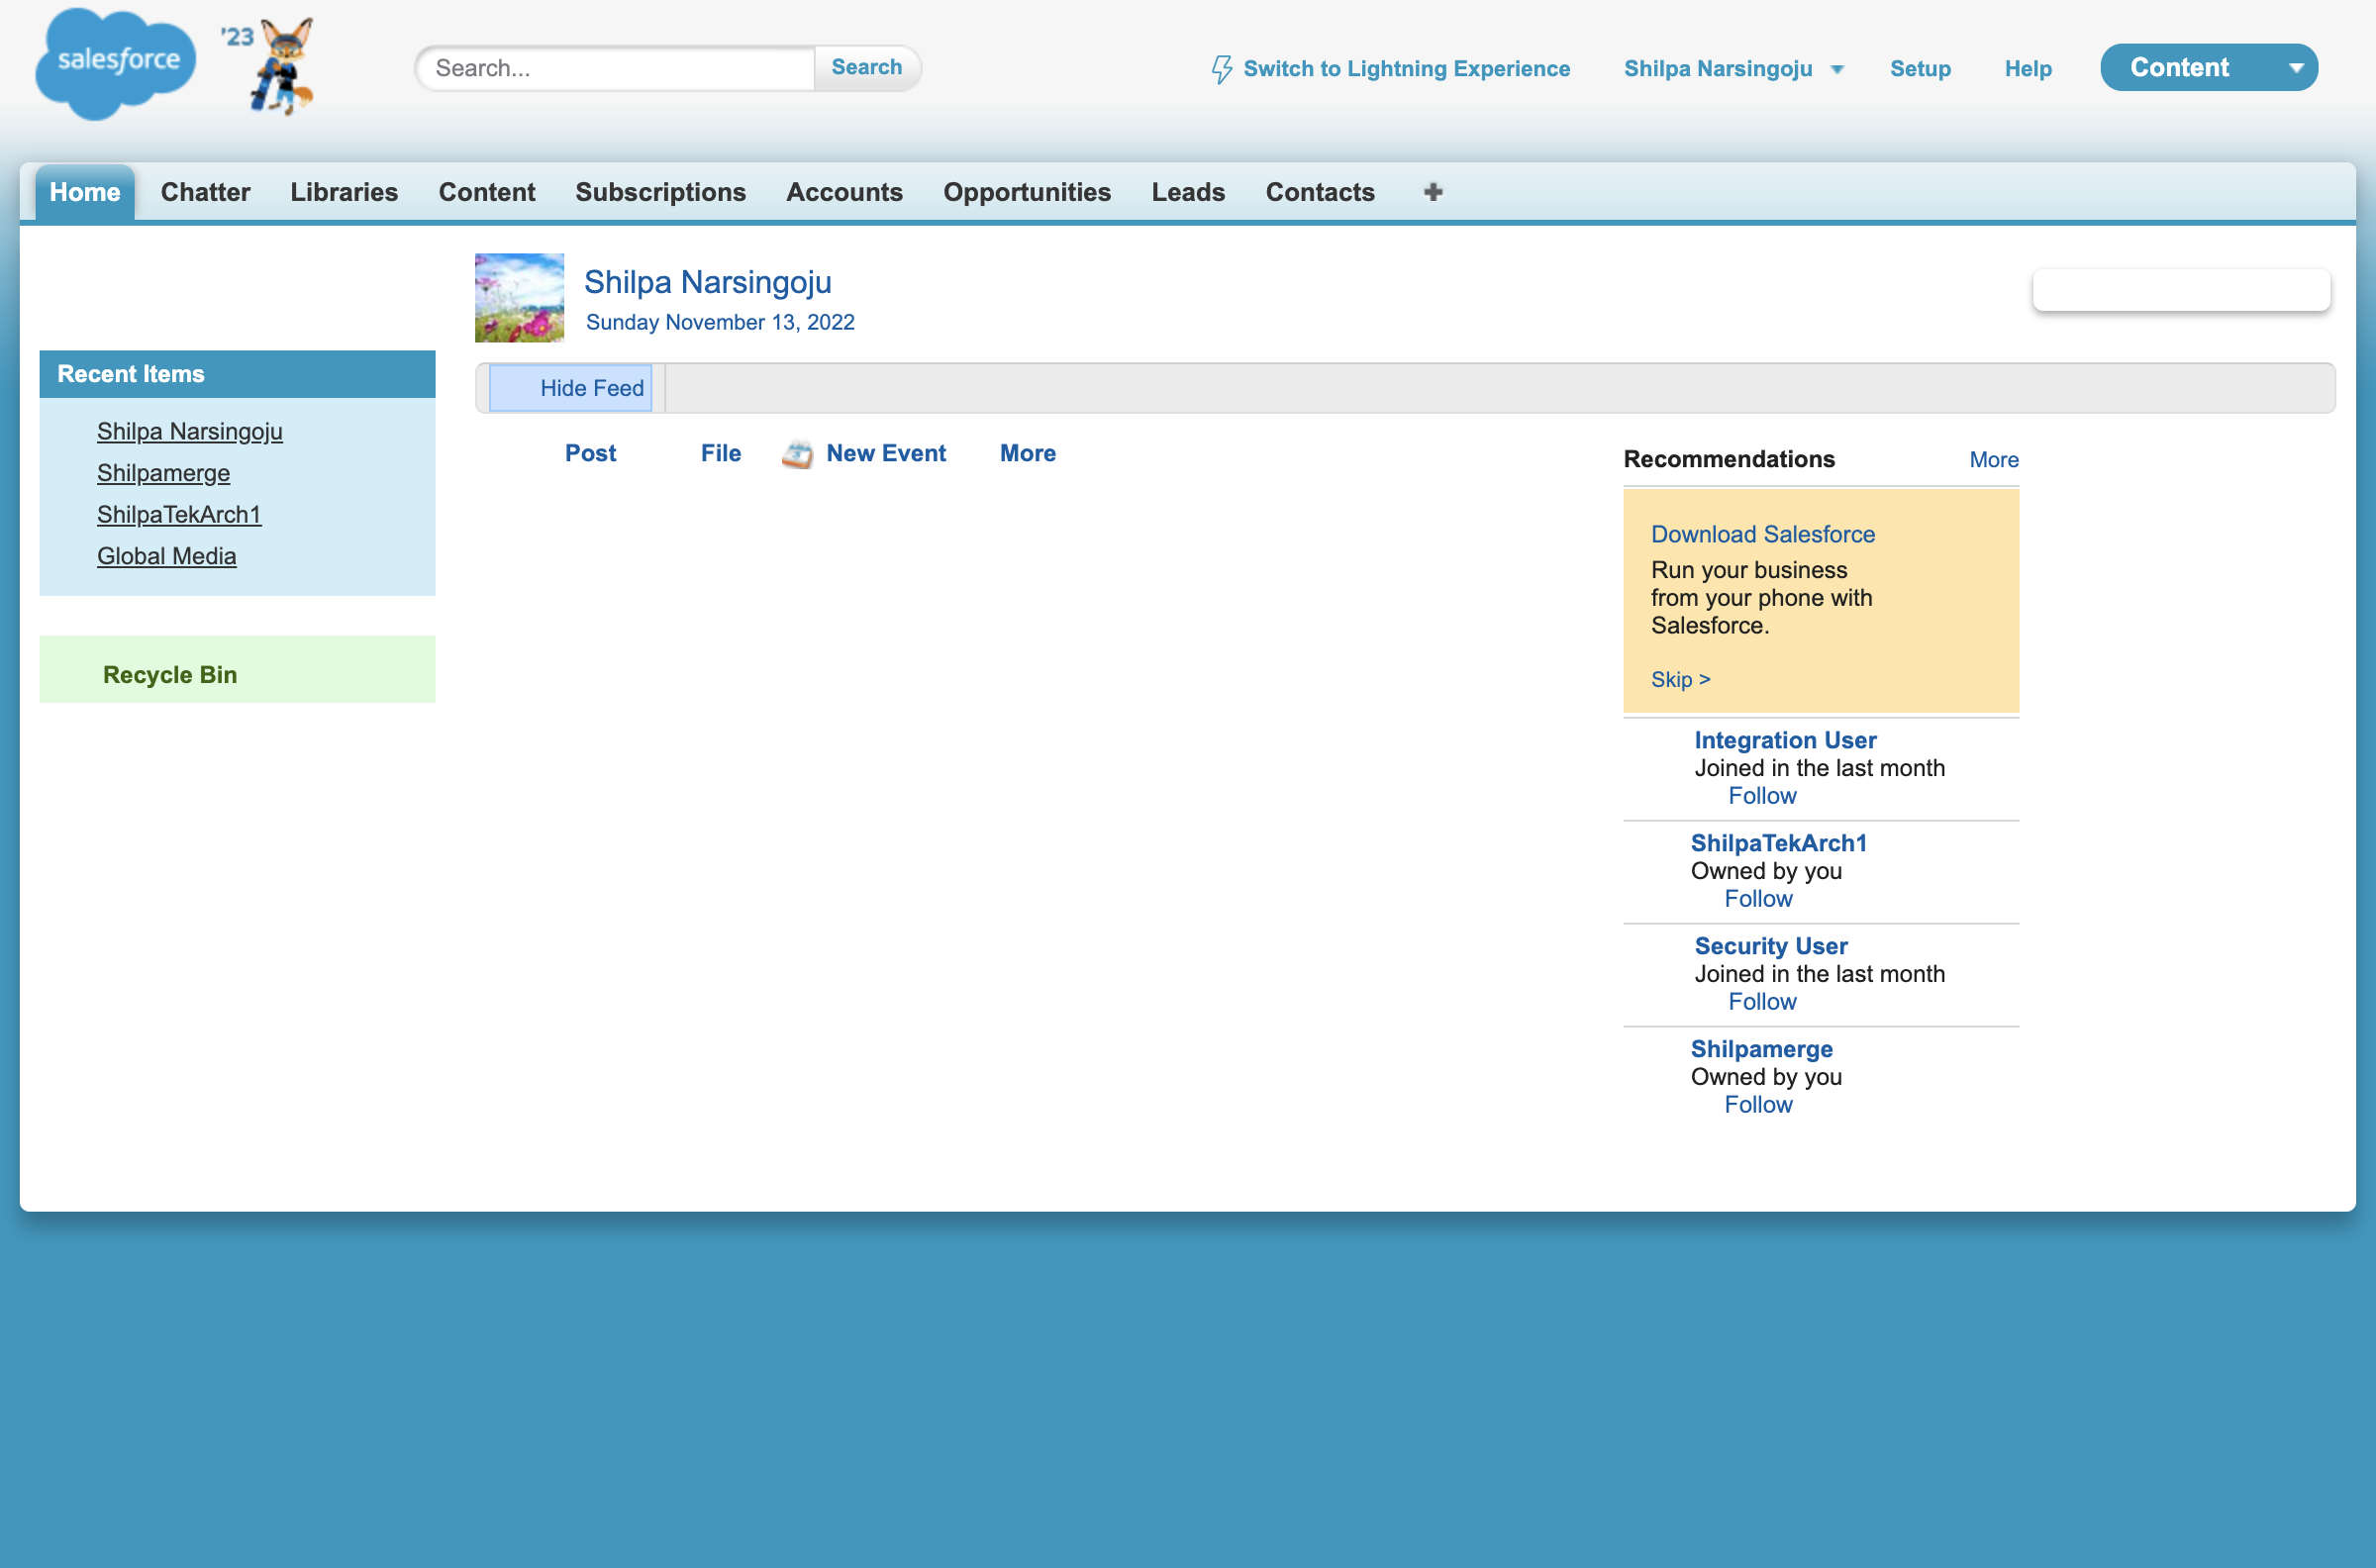 salesforce
'23
Search...
Search
Switch to Lightning Experience
Shilpa Narsingoju
Setup
Help
Content
Home
Chatter
Libraries
Content
Subscriptions
Accounts
Opportunities
Leads
Contacts
Shilpa Narsingoju
Sunday November 13, 2022
Recent Items
Shilpa Narsingoju
Shilpamerge
ShilpaTekArch1
Global Media
Recycle Bin
Hide Feed
Post
File
New Event
More
Recommendations
More
Download Salesforce
Run your business
from your phone with
Salesforce.
Skip >
Integration User
Joined in the last month
Follow
ShilpaTekArch1
Owned by you
Follow
Security User
Joined in the last month
Follow
Shilpamerge
Owned by you
Follow